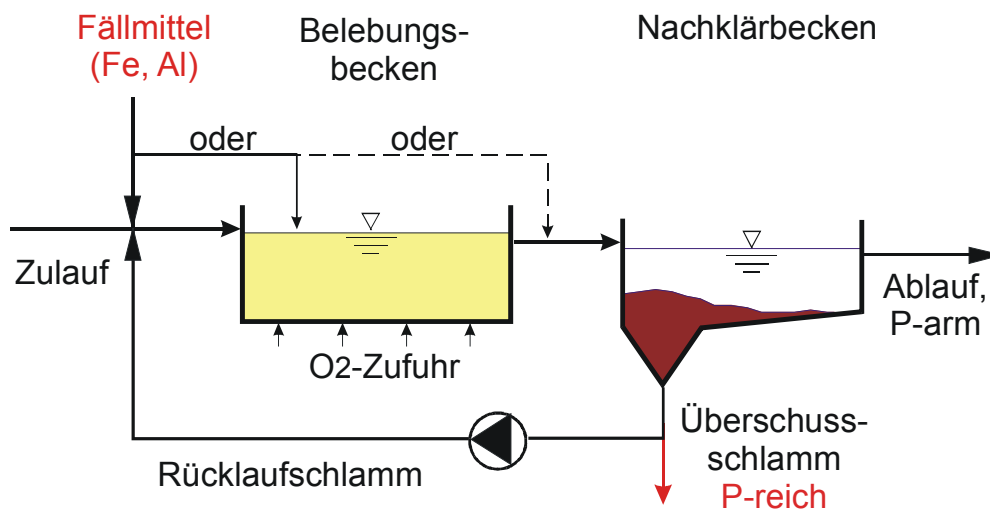 Fällmittel
(Fe, Al)
Belebungs-
becken
Nachklärbecken
oder
oder
Zulauf
Ablauf,
P-arm
O2-Zufuhr
Rücklaufschlamm
Überschuss-
schlamm
P-reich